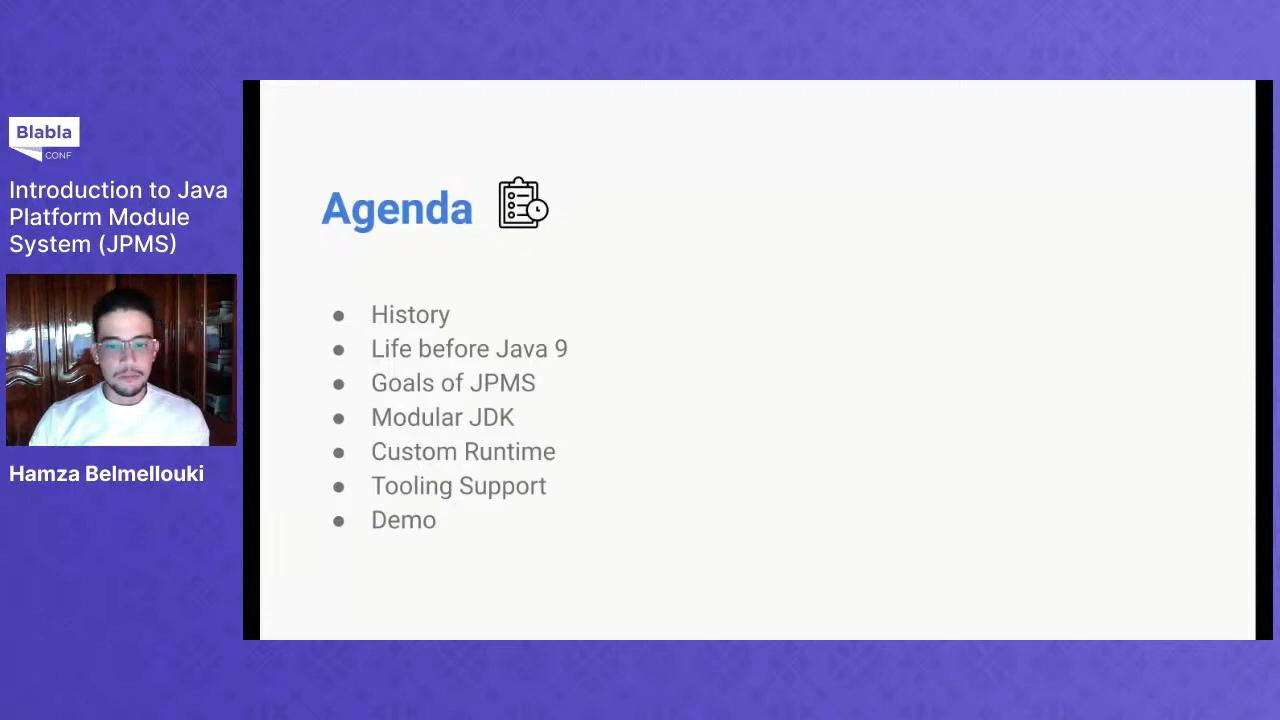 Blabla
CONF
Introduction to Java
Platform Module
System (JPMS)
Hamza Belmellouki
Agenda
● History
● Life before Java 9
● Goals of JPMS
● Modular JDK
● Custom Runtime
● Tooling Support
● Demo